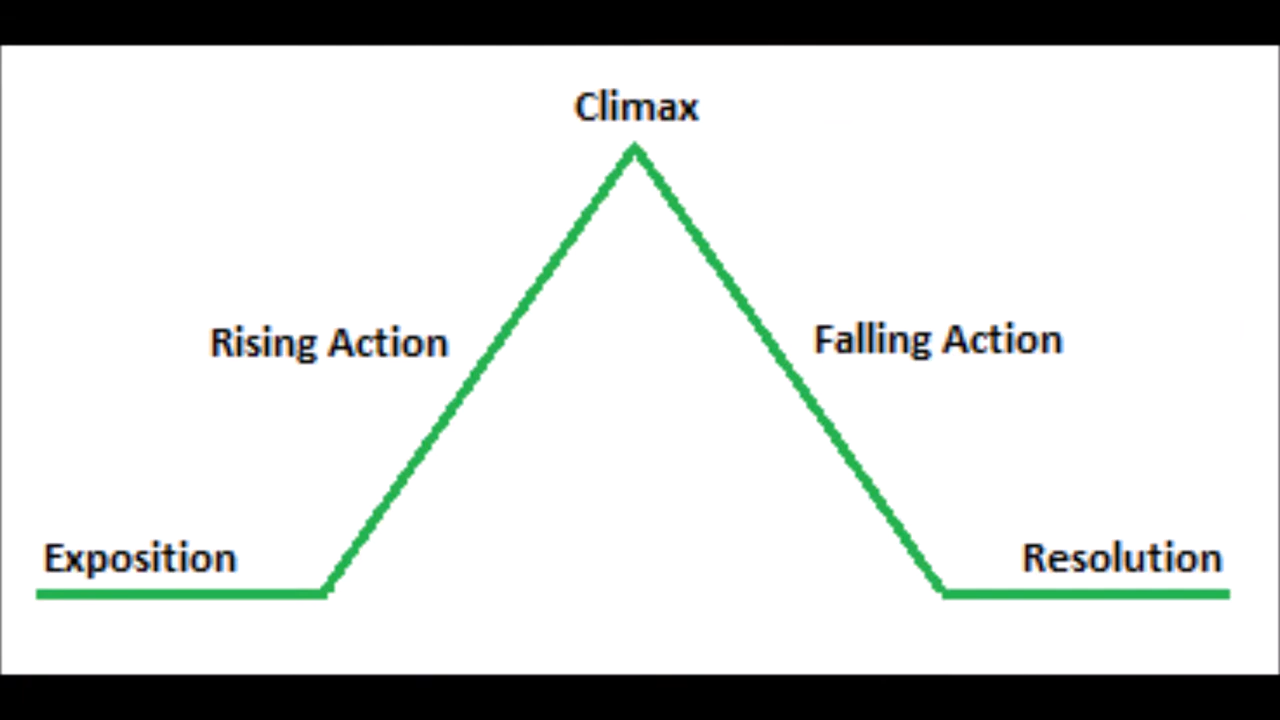 Climax
Rising Action
Falling Action
Exposition
Resolution